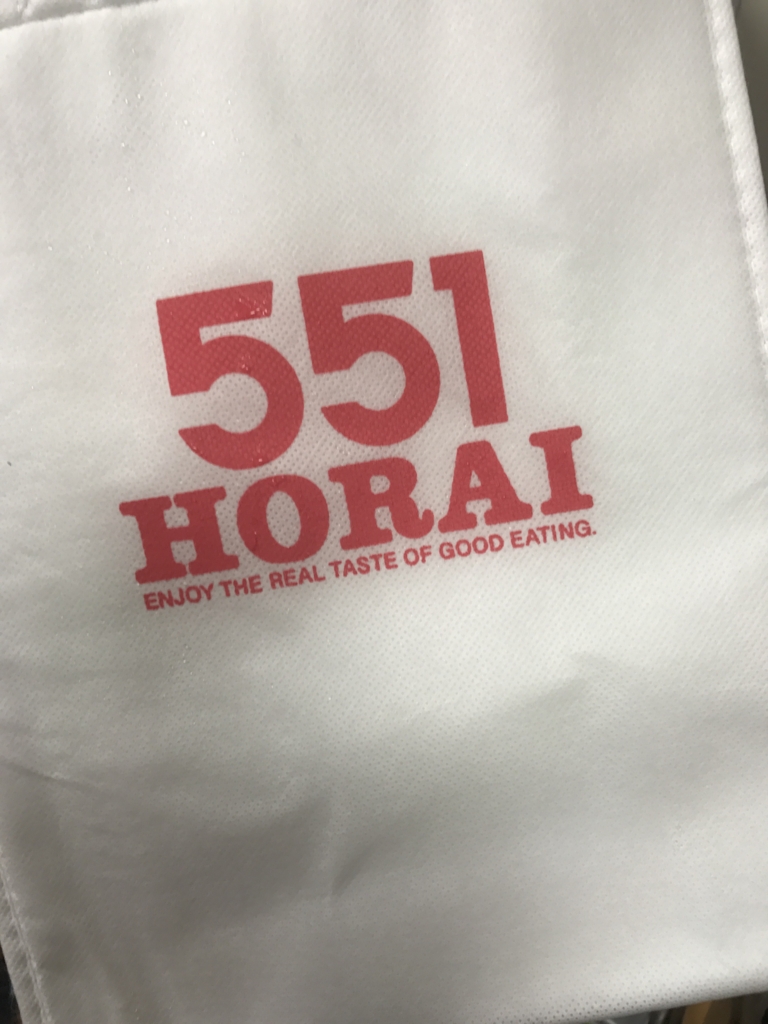 551
HORAI
ENJOY THE REAL TASTE OF GOOD EATING.